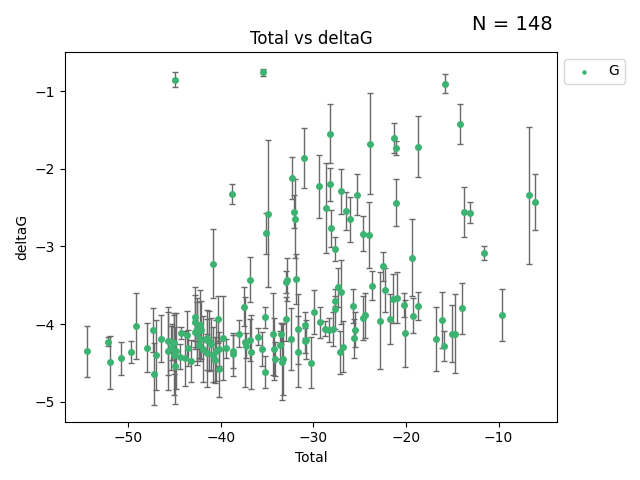 N = 148
Total vs deltaG
G
−1
−2
−3
−4
−5
deltaG
−50 −40 −30 −20 −10
Total